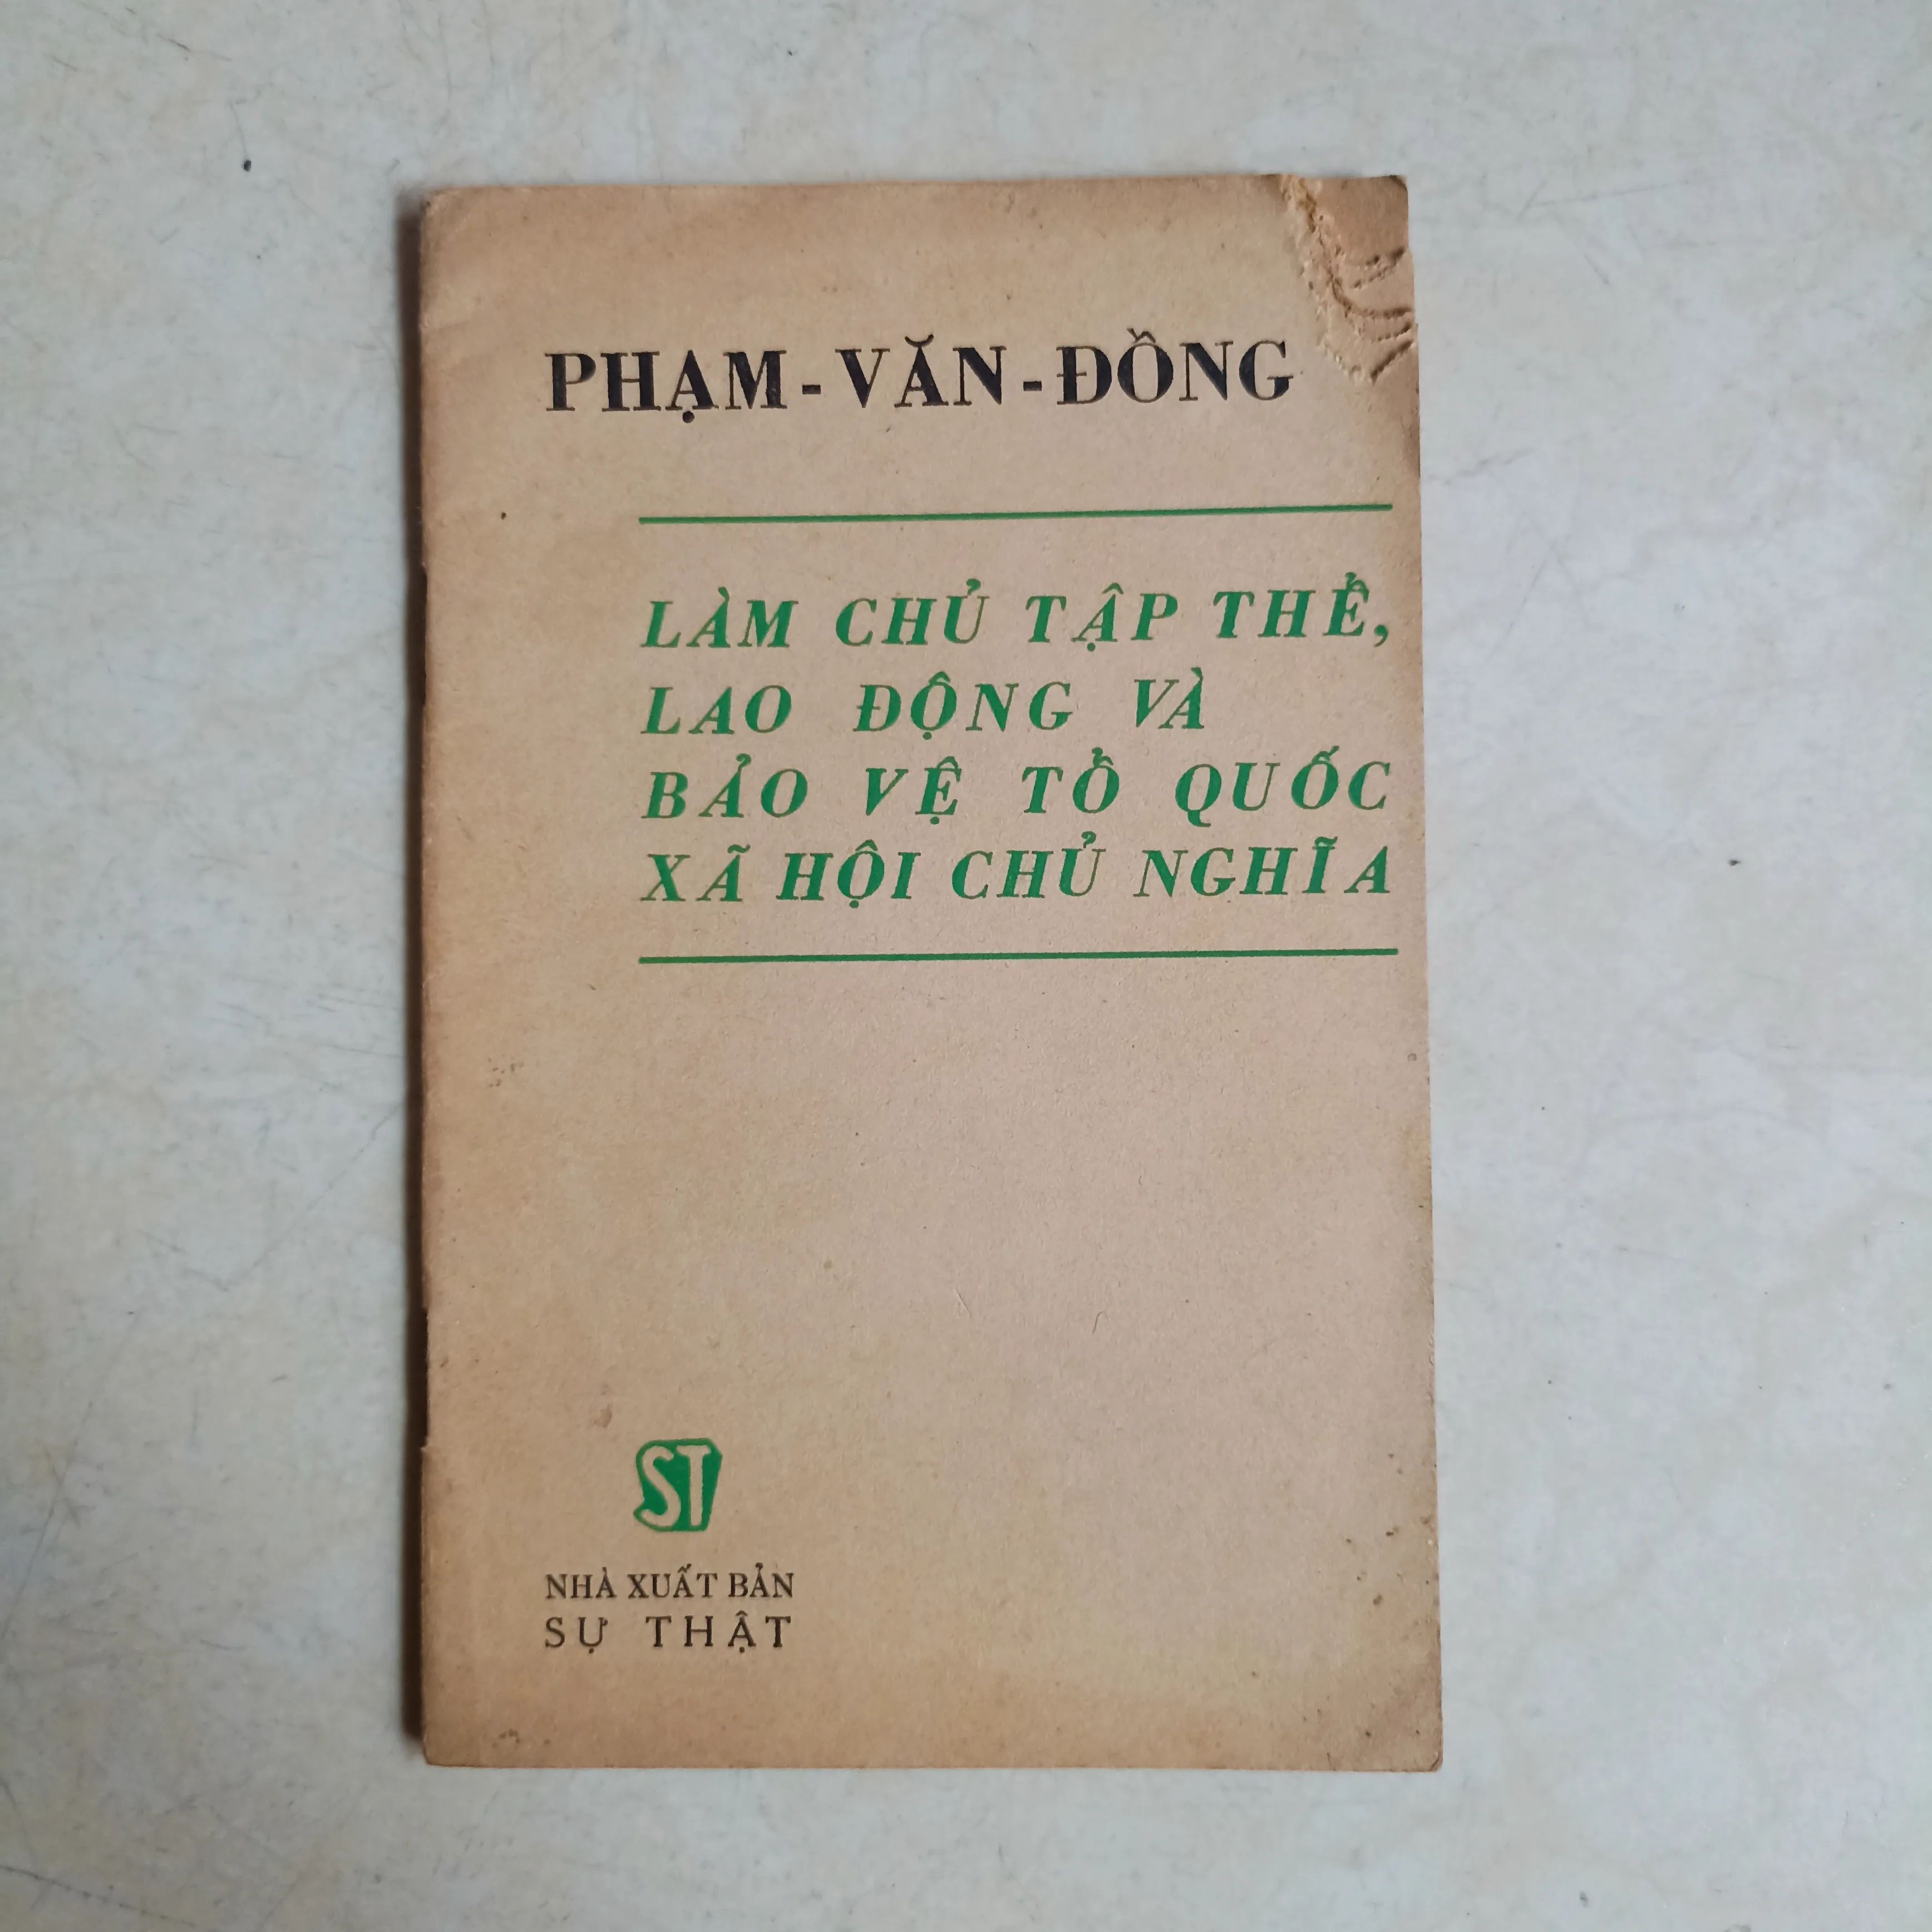 PHẠM-VĂN-ĐỒNG
LÀM CHỦ TẬP THỂ,
LAO ĐỘNG VÀ
BẢO VỆ TỔ QUỐC
XÃ HỘI CHỦ NGHĨA
ST
NHÀ XUẤT BẢN
SỰ THẬT